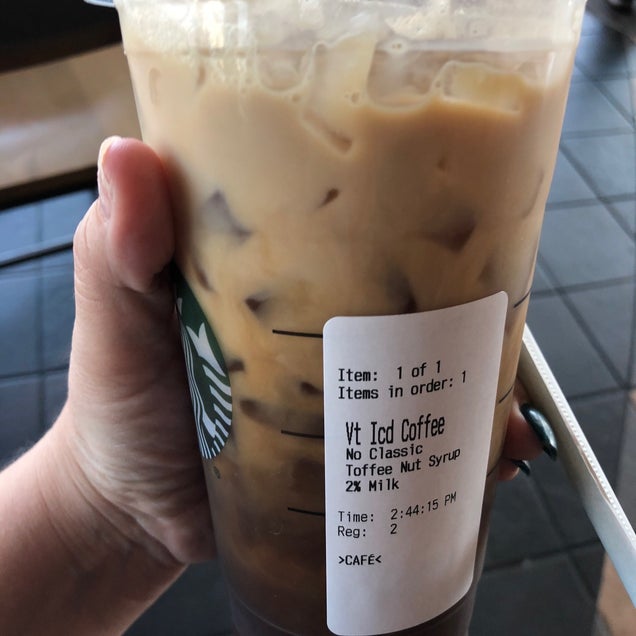 Item: 1 of 1
Items in order: 1
Vt Icd Coffee
No Classic
Toffee Nut Syrup
2% Milk
Time: 2:44:15 PM
Reg: 2
>CAFÉ<